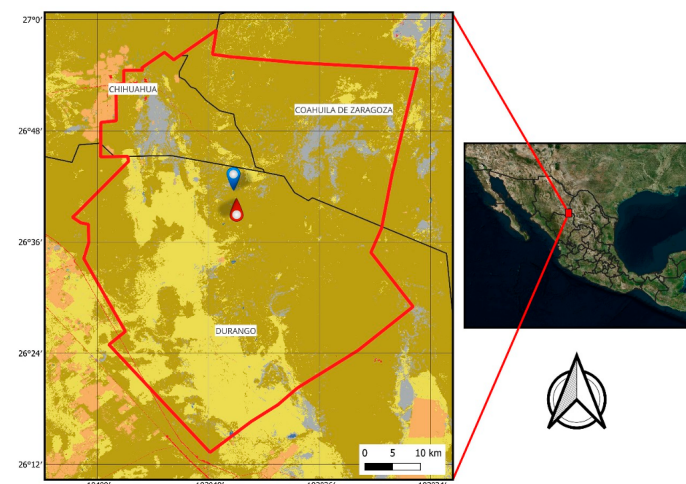 27°0'
CHIHUAHUA
COAHUILA DE ZARAGOZA
26°48'
26°36'
DURANGO
26°24'
0 5 10 km
26°12'